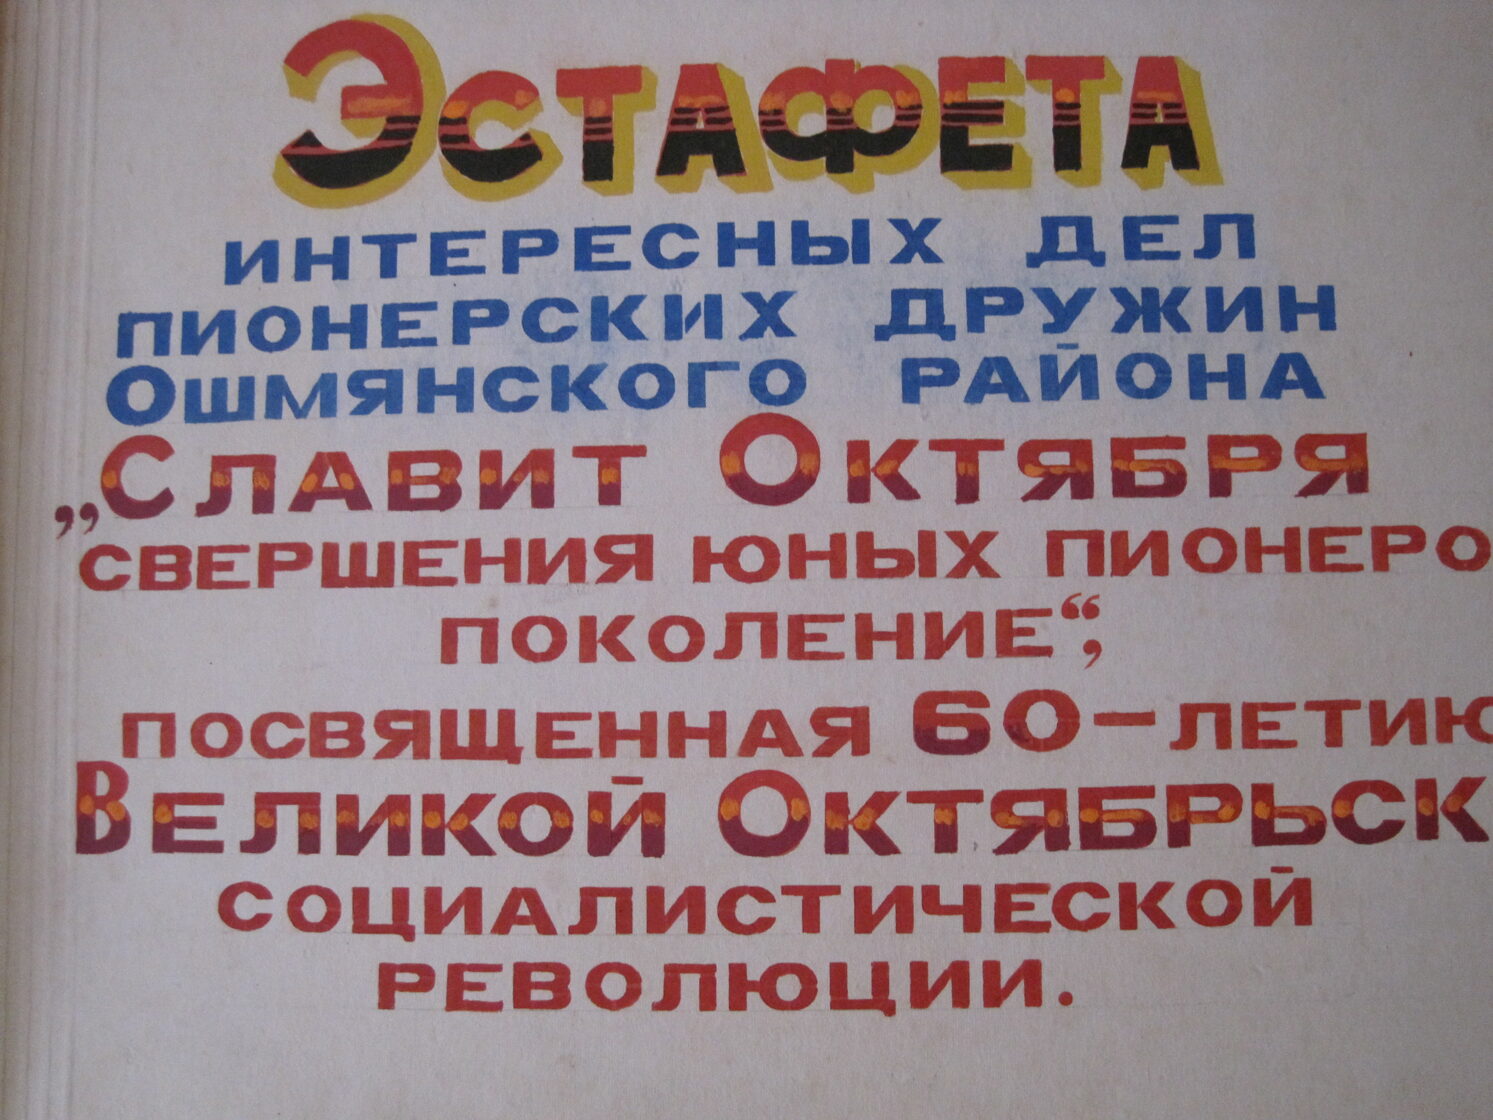 Эстафета
интересных дел
пионерских дружин
Ошмянского района
„Славит Октября
свершения юных пионеро
поколение“,
посвященная 60-летию
Великой Октябрьск
социалистической
революции.